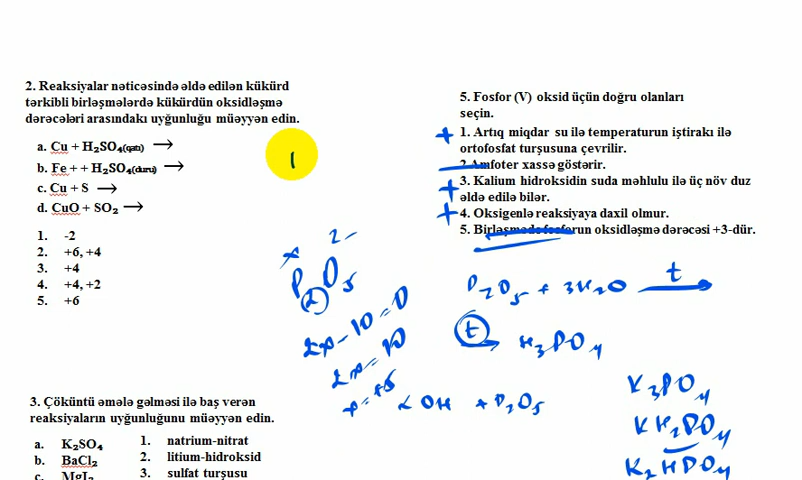 2. Reaksiyalar nəticəsində əldə edilən kükürd
tərkibli birləşmələrdə kükürdün oksidləşmə
dərəcələri arasındakı uyğunluğu müəyyən edin.
a. Cu + H₂SO₄(qatı) →
b. Fe + + H₂SO₄(duru) →
c. Cu + S →
d. CuO + SO₂ →
1. -2
2. +6, +4
3. +4
4. +4, +2
5. +6
3. Çöküntü əmələ gəlməsi ilə baş verən
reaksiyaların uyğunluğunu müəyyən edin.
a. K₂SO₄ 1. natrium-nitrat
b. BaCl₂ 2. litium-hidroksid
c. MgI₂ 3. sulfat turşusu
5. Fosfor (V) oksid üçün doğru olanları
seçin.
+ 1. Artıq miqdar su ilə temperaturun iştirakı ilə
ortofosfat turşusuna çevrilir.
2. Amfoter xassə göstərir.
+ 3. Kalium hidroksidin suda məhlulu ilə üç növ duz
əldə edilə bilər.
+ 4. Oksigenlə reaksiyaya daxil olmur.
5. Birləşmədə fosforun oksidləşmə dərəcəsi +3-dür.
x 2-
P₂O₅
2x-10=0
2x=10
x=+5
P₂O₅ + 3H₂O t →
t → H₃PO₄
KOH + P₂O₅
K₃PO₄
KH₂PO₄
K₂HPO₄